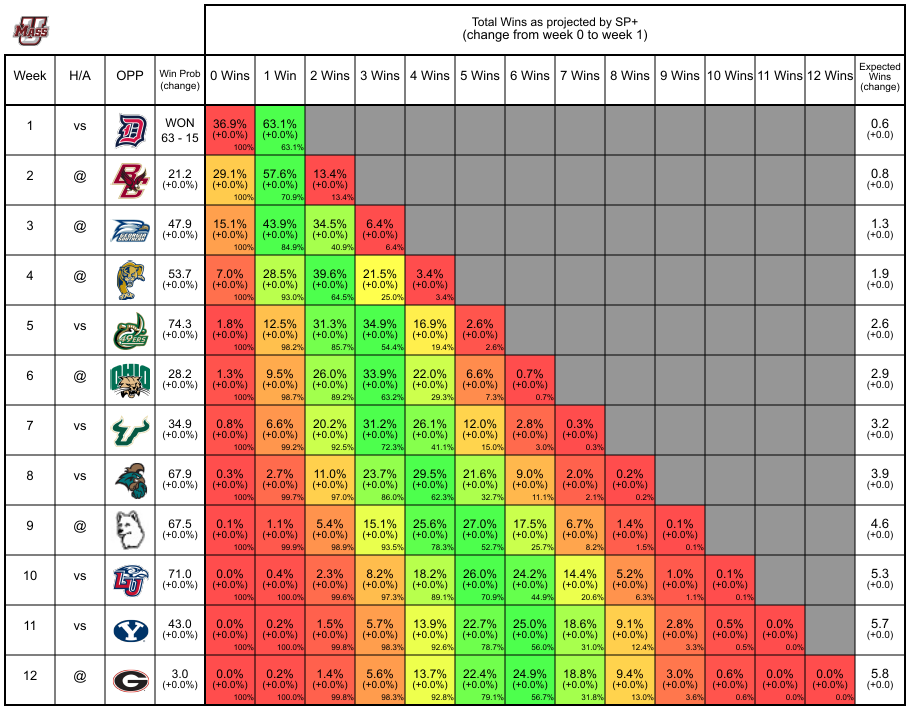 U
MASS
Total Wins as projected by SP+
(change from week 0 to week 1)
Week H/A OPP Win Prob (change) 0 Wins 1 Win 2 Wins 3 Wins 4 Wins 5 Wins 6 Wins 7 Wins 8 Wins 9 Wins 10 Wins 11 Wins 12 Wins Expected Wins (change)
1 vs D WON 36.9% 63.1% 0.6
63 - 15 (+0.0%) (+0.0%) (+0.0)
100% 63.1%
2 @ BC 21.2 29.1% 57.6% 13.4% 0.8
(+0.0%) (+0.0%) (+0.0%) (+0.0%) (+0.0)
100% 70.9% 13.4%
3 @ 47.9 15.1% 43.9% 34.5% 6.4% 1.3
(+0.0%) (+0.0%) (+0.0%) (+0.0%) (+0.0%) (+0.0)
100% 84.9% 40.9% 6.4%
4 @ 53.7 7.0% 28.5% 39.6% 21.5% 3.4% 1.9
(+0.0%) (+0.0%) (+0.0%) (+0.0%) (+0.0%) (+0.0%) (+0.0)
100% 93.0% 64.5% 25.0% 3.4%
5 vs 49ERS 74.3 1.8% 12.5% 31.3% 34.9% 16.9% 2.6% 2.6
(+0.0%) (+0.0%) (+0.0%) (+0.0%) (+0.0%) (+0.0%) (+0.0%) (+0.0)
100% 98.2% 85.7% 54.4% 19.4% 2.6%
6 @ OHIO 28.2 1.3% 9.5% 26.0% 33.9% 22.0% 6.6% 0.7% 2.9
(+0.0%) (+0.0%) (+0.0%) (+0.0%) (+0.0%) (+0.0%) (+0.0%) (+0.0%) (+0.0)
100% 98.7% 89.2% 63.2% 29.3% 7.3% 0.7%
7 vs 34.9 0.8% 6.6% 20.2% 31.2% 26.1% 12.0% 2.8% 0.3% 3.2
(+0.0%) (+0.0%) (+0.0%) (+0.0%) (+0.0%) (+0.0%) (+0.0%) (+0.0%) (+0.0%) (+0.0)
100% 99.2% 92.5% 72.3% 41.1% 15.0% 3.0% 0.3%
8 vs 67.9 0.3% 2.7% 11.0% 23.7% 29.5% 21.6% 9.0% 2.0% 0.2% 3.9
(+0.0%) (+0.0%) (+0.0%) (+0.0%) (+0.0%) (+0.0%) (+0.0%) (+0.0%) (+0.0%) (+0.0%) (+0.0)
100% 99.7% 97.0% 86.0% 62.3% 32.7% 11.1% 2.1% 0.2%
9 @ 67.5 0.1% 1.1% 5.4% 15.1% 25.6% 27.0% 17.5% 6.7% 1.4% 0.1% 4.6
(+0.0%) (+0.0%) (+0.0%) (+0.0%) (+0.0%) (+0.0%) (+0.0%) (+0.0%) (+0.0%) (+0.0%) (+0.0%) (+0.0)
100% 99.9% 98.9% 93.5% 78.3% 52.7% 25.7% 8.2% 1.5% 0.1%
10 vs LU 71.0 0.0% 0.4% 2.3% 8.2% 18.2% 26.0% 24.2% 14.4% 5.2% 1.0% 0.1% 5.3
(+0.0%) (+0.0%) (+0.0%) (+0.0%) (+0.0%) (+0.0%) (+0.0%) (+0.0%) (+0.0%) (+0.0%) (+0.0%) (+0.0%) (+0.0)
100% 100.0% 99.6% 97.3% 89.1% 70.9% 44.9% 20.6% 6.3% 1.1% 0.1%
11 vs Y 43.0 0.0% 0.2% 1.5% 5.7% 13.9% 22.7% 25.0% 18.6% 9.1% 2.8% 0.5% 0.0% 5.7
(+0.0%) (+0.0%) (+0.0%) (+0.0%) (+0.0%) (+0.0%) (+0.0%) (+0.0%) (+0.0%) (+0.0%) (+0.0%) (+0.0%) (+0.0%) (+0.0)
100% 100.0% 99.8% 98.3% 92.6% 78.7% 56.0% 31.0% 12.4% 3.3% 0.5% 0.0%
12 @ G 3.0 0.0% 0.2% 1.4% 5.6% 13.7% 22.4% 24.9% 18.8% 9.4% 3.0% 0.6% 0.0% 0.0% 5.8
(+0.0%) (+0.0%) (+0.0%) (+0.0%) (+0.0%) (+0.0%) (+0.0%) (+0.0%) (+0.0%) (+0.0%) (+0.0%) (+0.0%) (+0.0%) (+0.0%) (+0.0)
100% 100.0% 99.8% 98.3% 92.8% 79.1% 56.7% 31.8% 13.0% 3.6% 0.6% 0.0% 0.0%